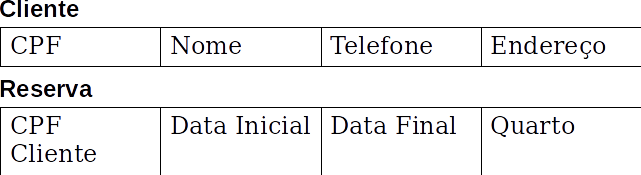 Cliente
CPF Nome Telefone Endereço
Reserva
CPF Data Inicial Data Final Quarto
Cliente